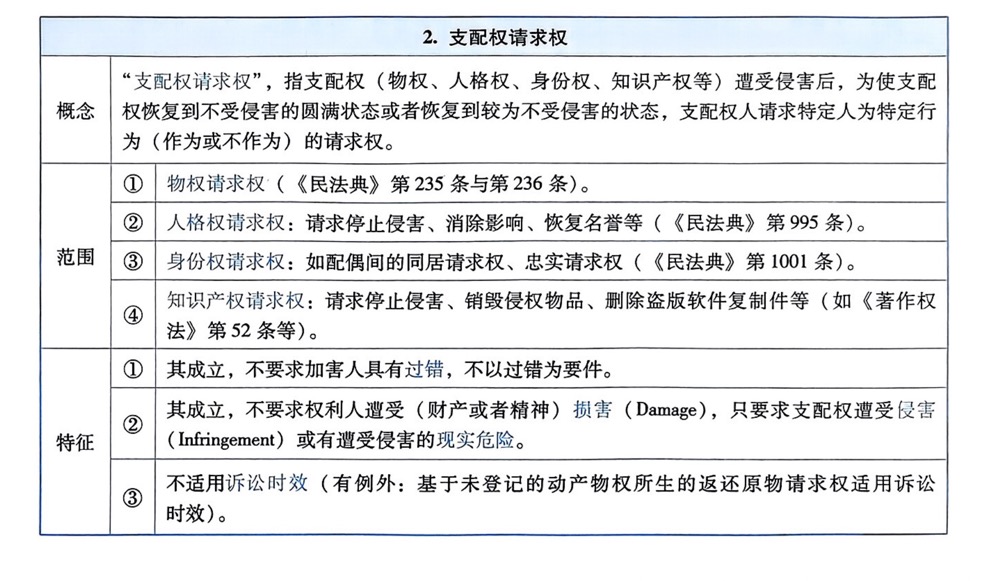 2. 支配权请求权
概念
“支配权请求权”，指支配权（物权、人格权、身份权、知识产权等）遭受侵害后，为使支配
权恢复到不受侵害的圆满状态或者恢复到较为不受侵害的状态，支配权人请求特定人为特定行
为（作为或不作为）的请求权。
范围
① 物权请求权（《民法典》第 235 条与第 236 条）。
② 人格权请求权：请求停止侵害、消除影响、恢复名誉等（《民法典》第 995 条）。
③ 身份权请求权：如配偶间的同居请求权、忠实请求权（《民法典》第 1001 条）。
④ 知识产权请求权：请求停止侵害、销毁侵权物品、删除盗版软件复制件等（如《著作权
法》第 52 条等）。
特征
① 其成立，不要求加害人具有过错，不以过错为要件。
② 其成立，不要求权利人遭受（财产或者精神）损害（Damage），只要求支配权遭受侵害
（Infringement）或有遭受侵害的现实危险。
③ 不适用诉讼时效（有例外：基于未登记的动产物权所生的返还原物请求权适用诉讼
时效）。